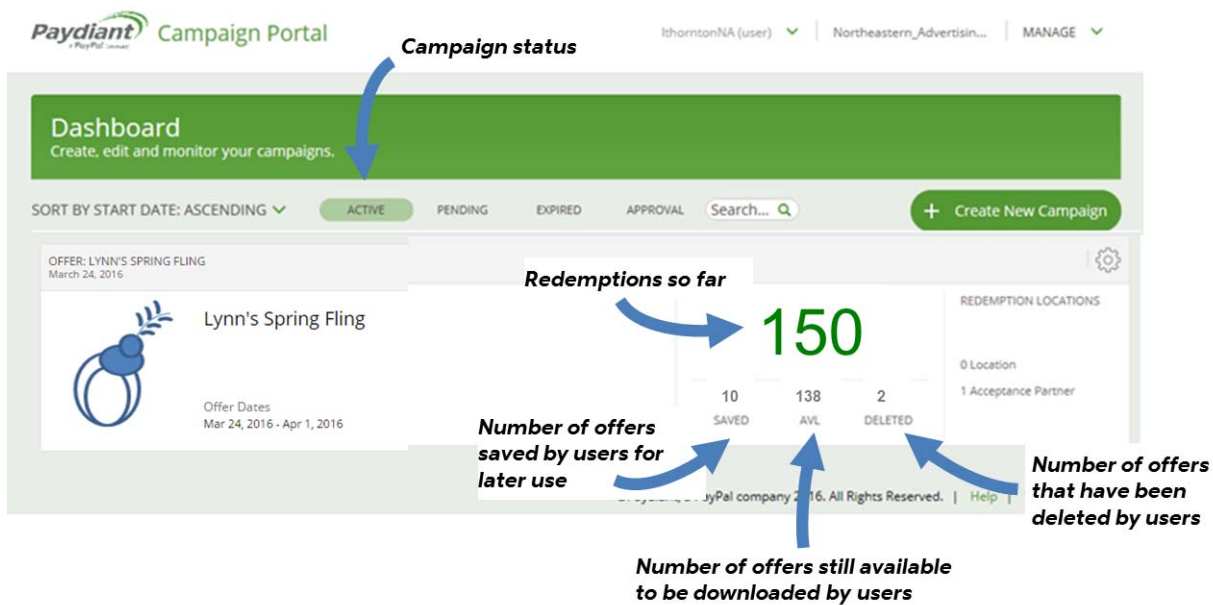 Paydiant Campaign Portal
a PayPal company
Campaign status
lthorntonNA (user)
Northeastern_Advertisin...
MANAGE
Dashboard
Create, edit and monitor your campaigns.
SORT BY START DATE: ASCENDING
ACTIVE
PENDING
EXPIRED
APPROVAL
Search...
+ Create New Campaign
OFFER: LYNN'S SPRING FLING
March 24, 2016
Redemptions so far
Lynn's Spring Fling
150
REDEMPTION LOCATIONS
0 Location
1 Acceptance Partner
Offer Dates
Mar 24, 2016 - Apr 1, 2016
10
SAVED
138
AVL
2
DELETED
Number of offers
saved by users for
later use
Number of offers
that have been
deleted by users
company 2016. All Rights Reserved. | Help |
Number of offers still available
to be downloaded by users